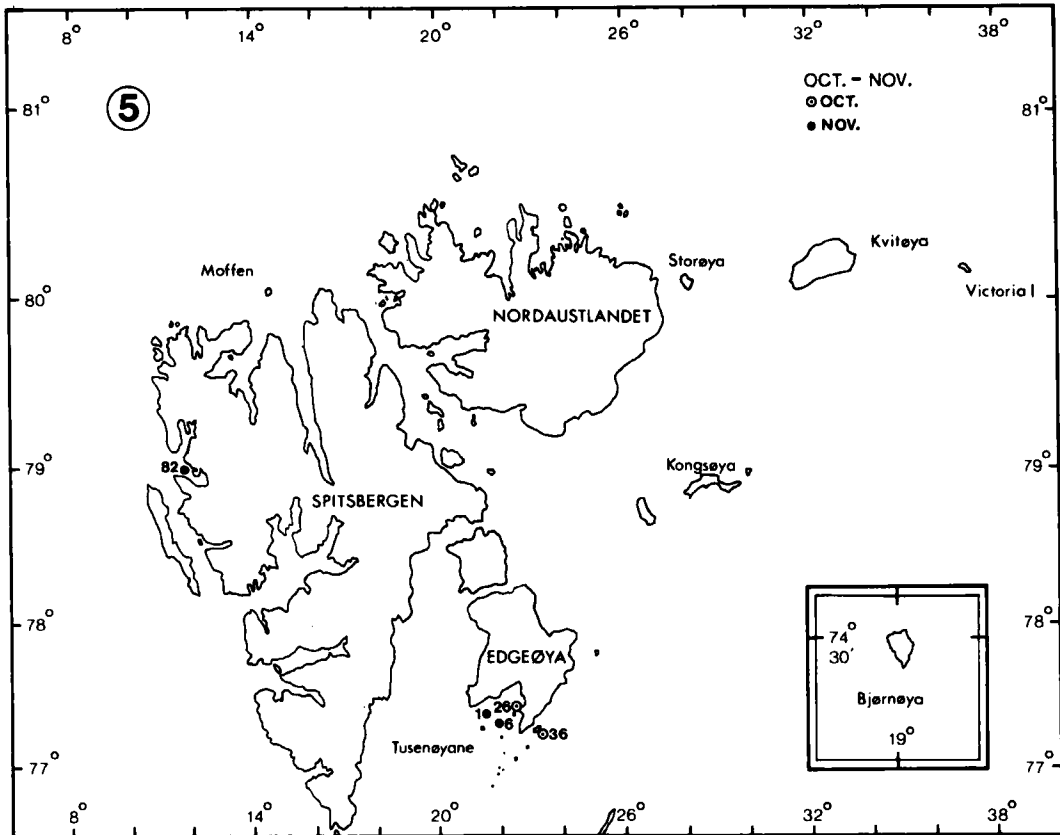 8° 14° 20° 26° 32° 38°
OCT. - NOV.
⊙ OCT.
● NOV.
5
81° 81°
Moffen
Storøya
Kvitøya
Victoria I
80° 80°
NORDAUSTLANDET
79° 79°
82
Kongsøya
SPITSBERGEN
78° 78°
74°
30'
EDGEØYA
Bjørnøya
26
1
6
36
19°
Tusenøyane
77° 77°
8° 14° 20° 26° 32° 38°